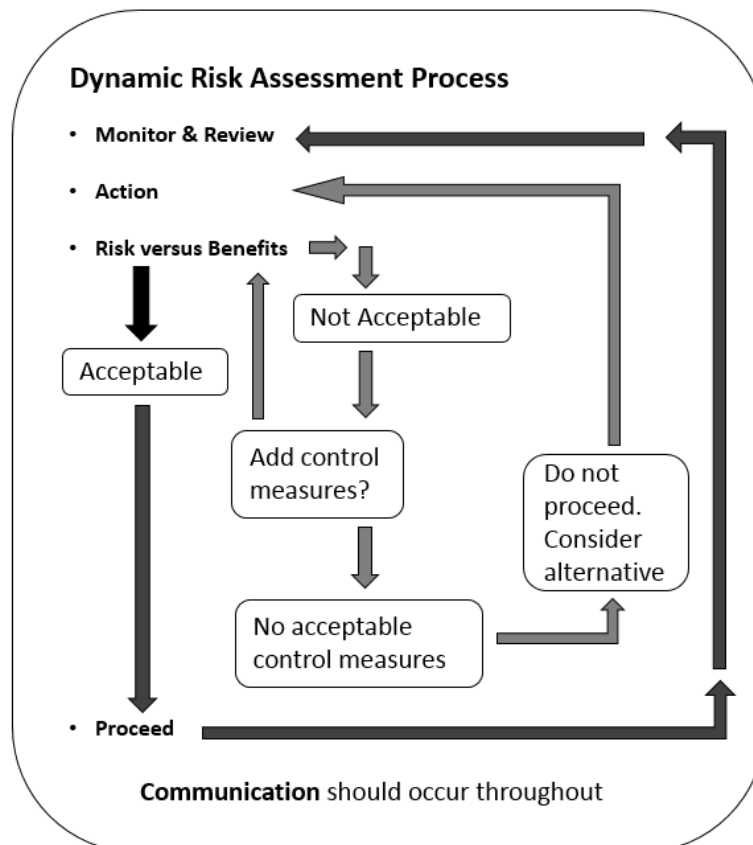 Dynamic Risk Assessment Process
• Monitor & Review
• Action
• Risk versus Benefits
Not Acceptable
Acceptable
Add control
measures?
Do not
proceed.
Consider
alternative
No acceptable
control measures
• Proceed
Communication should occur throughout